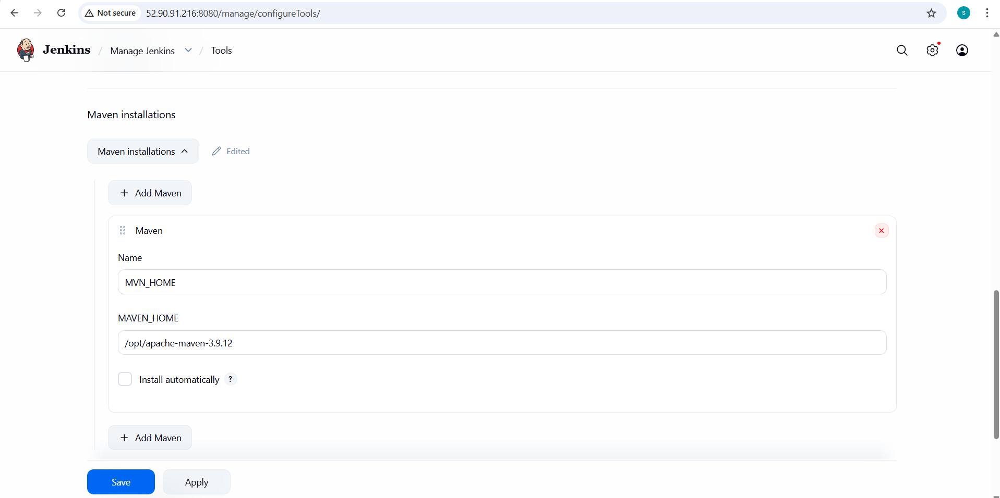 Not secure 52.90.91.216:8080/manage/configureTools/
S
Jenkins / Manage Jenkins / Tools
Maven installations
Maven installations Edited
+ Add Maven
Maven
Name
MVN_HOME
MAVEN_HOME
/opt/apache-maven-3.9.12
Install automatically ?
+ Add Maven
Save Apply